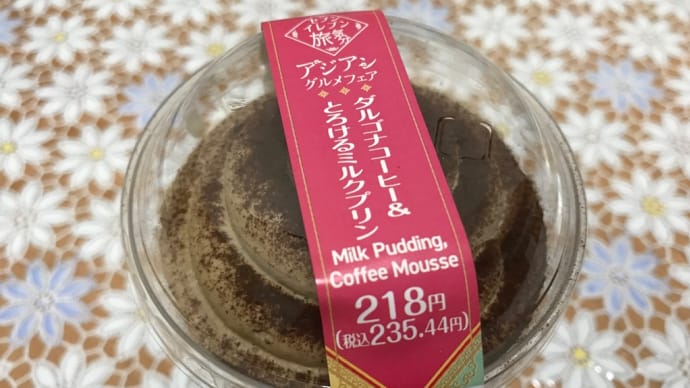 イレブン
旅気分
アジアン
グルメフェア
ダルゴナコーヒー&
とろけるミルクプリン
Milk Pudding,
Coffee Mousse
218円
(税込235.44円)